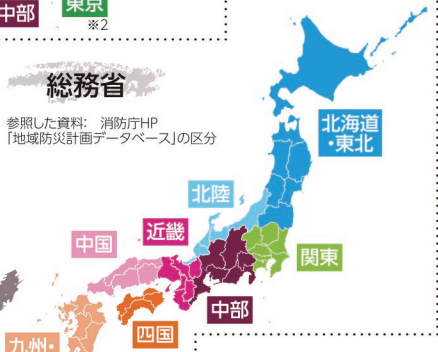 中部
東京
※2
総務省
参照した資料: 消防庁HP
「地域防災計画データベース」の区分
北海道
・東北
北陸
近畿
中国
関東
中部
四国
九州・